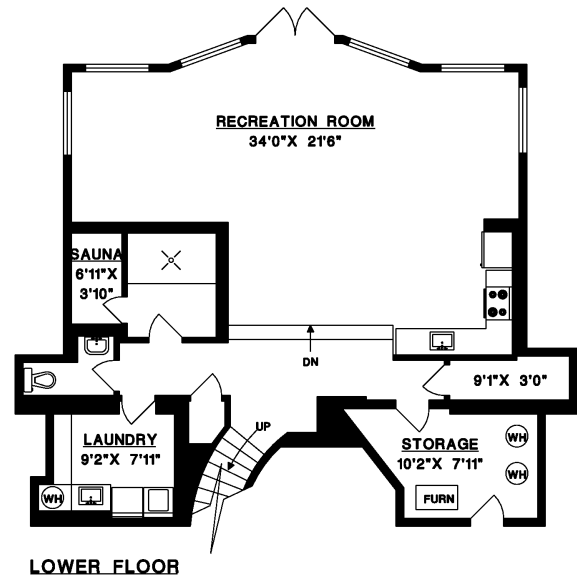 RECREATION ROOM
34'0"X 21'6"
SAUNA
6'11"X
3'10"
DN
9'1"X 3'0"
UP
LAUNDRY
9'2"X 7'11"
WH
STORAGE
10'2"X 7'11"
WH
WH
FURN
LOWER FLOOR